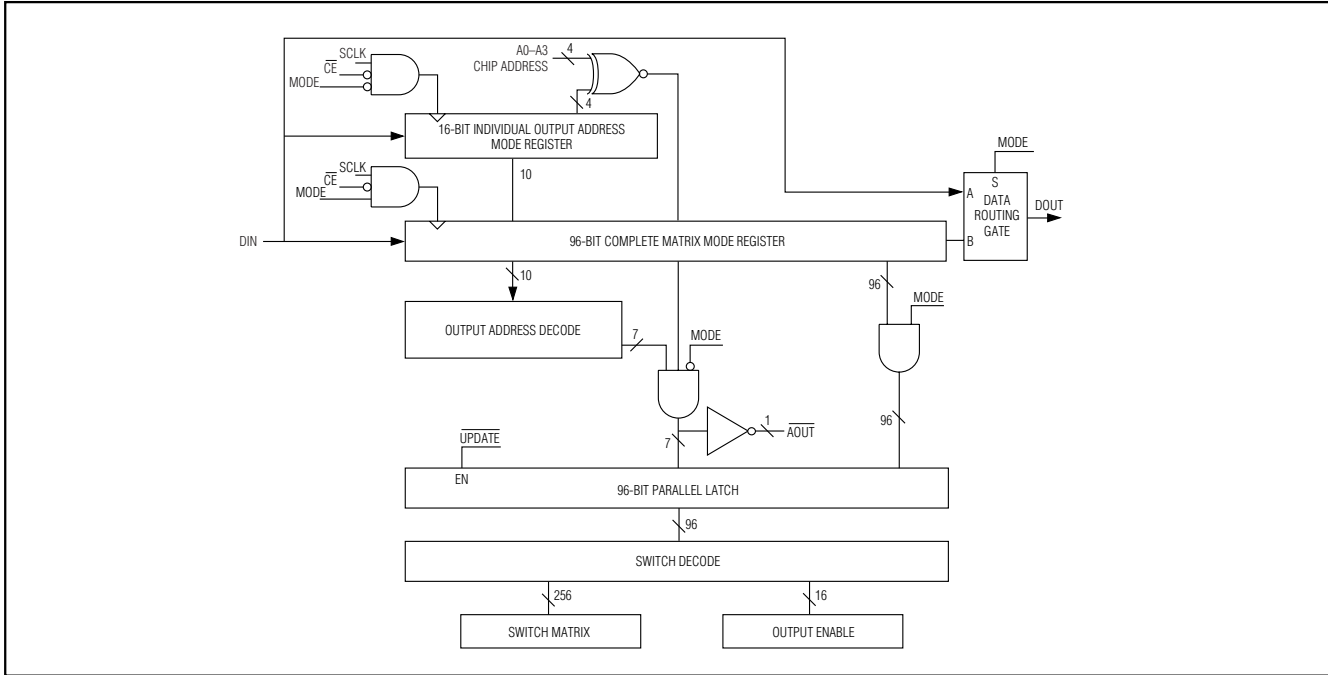 SCLK
CE
MODE
A0–A3
CHIP ADDRESS
4
4
16-BIT INDIVIDUAL OUTPUT ADDRESS
MODE REGISTER
SCLK
CE
MODE
10
MODE
S
A
DATA
ROUTING
GATE
B
DOUT
DIN
96-BIT COMPLETE MATRIX MODE REGISTER
10
96
MODE
OUTPUT ADDRESS DECODE
7
MODE
1
AOUT
7
96
UPDATE
EN
96-BIT PARALLEL LATCH
96
SWITCH DECODE
256
16
SWITCH MATRIX
OUTPUT ENABLE